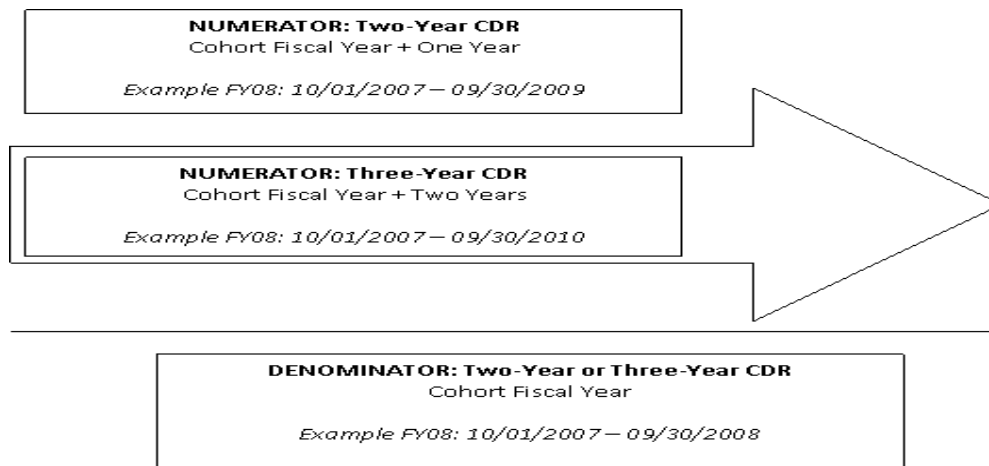 NUMERATOR: Two-Year CDR
Cohort Fiscal Year + One Year
Example FY08: 10/01/2007 – 09/30/2009
NUMERATOR: Three-Year CDR
Cohort Fiscal Year + Two Years
Example FY08: 10/01/2007 – 09/30/2010
DENOMINATOR: Two-Year or Three-Year CDR
Cohort Fiscal Year
Example FY08: 10/01/2007 – 09/30/2008